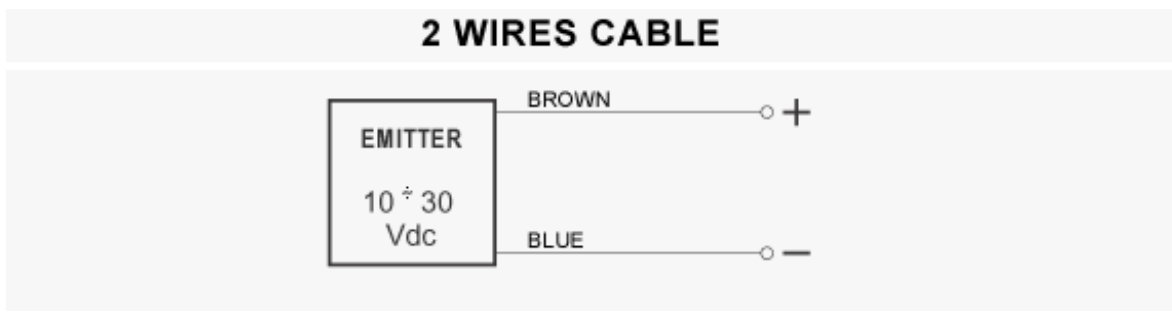 2 WIRES CABLE
BROWN
+
EMITTER
10 ÷ 30
Vdc
BLUE
−